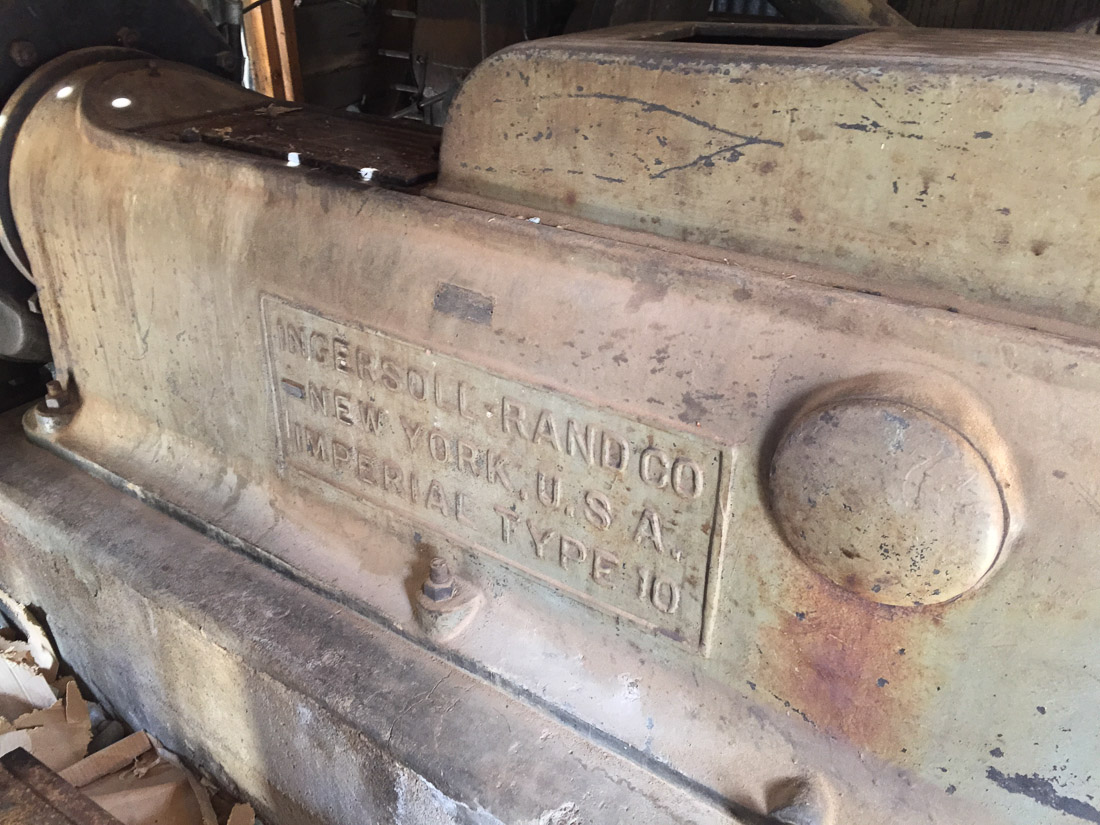 INGERSOLL-RAND CO
NEW YORK, U.S.A.
IMPERIAL TYPE 10